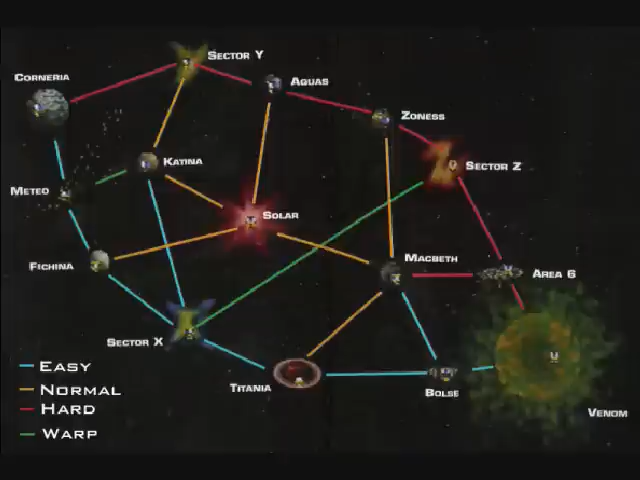 Sector Y
Corneria
Aquas
Zoness
Katina
Sector Z
Meteo
Solar
Fichina
Macbeth
Area 6
Sector X
Titania
Bolse
Venom
Easy
Normal
Hard
Warp